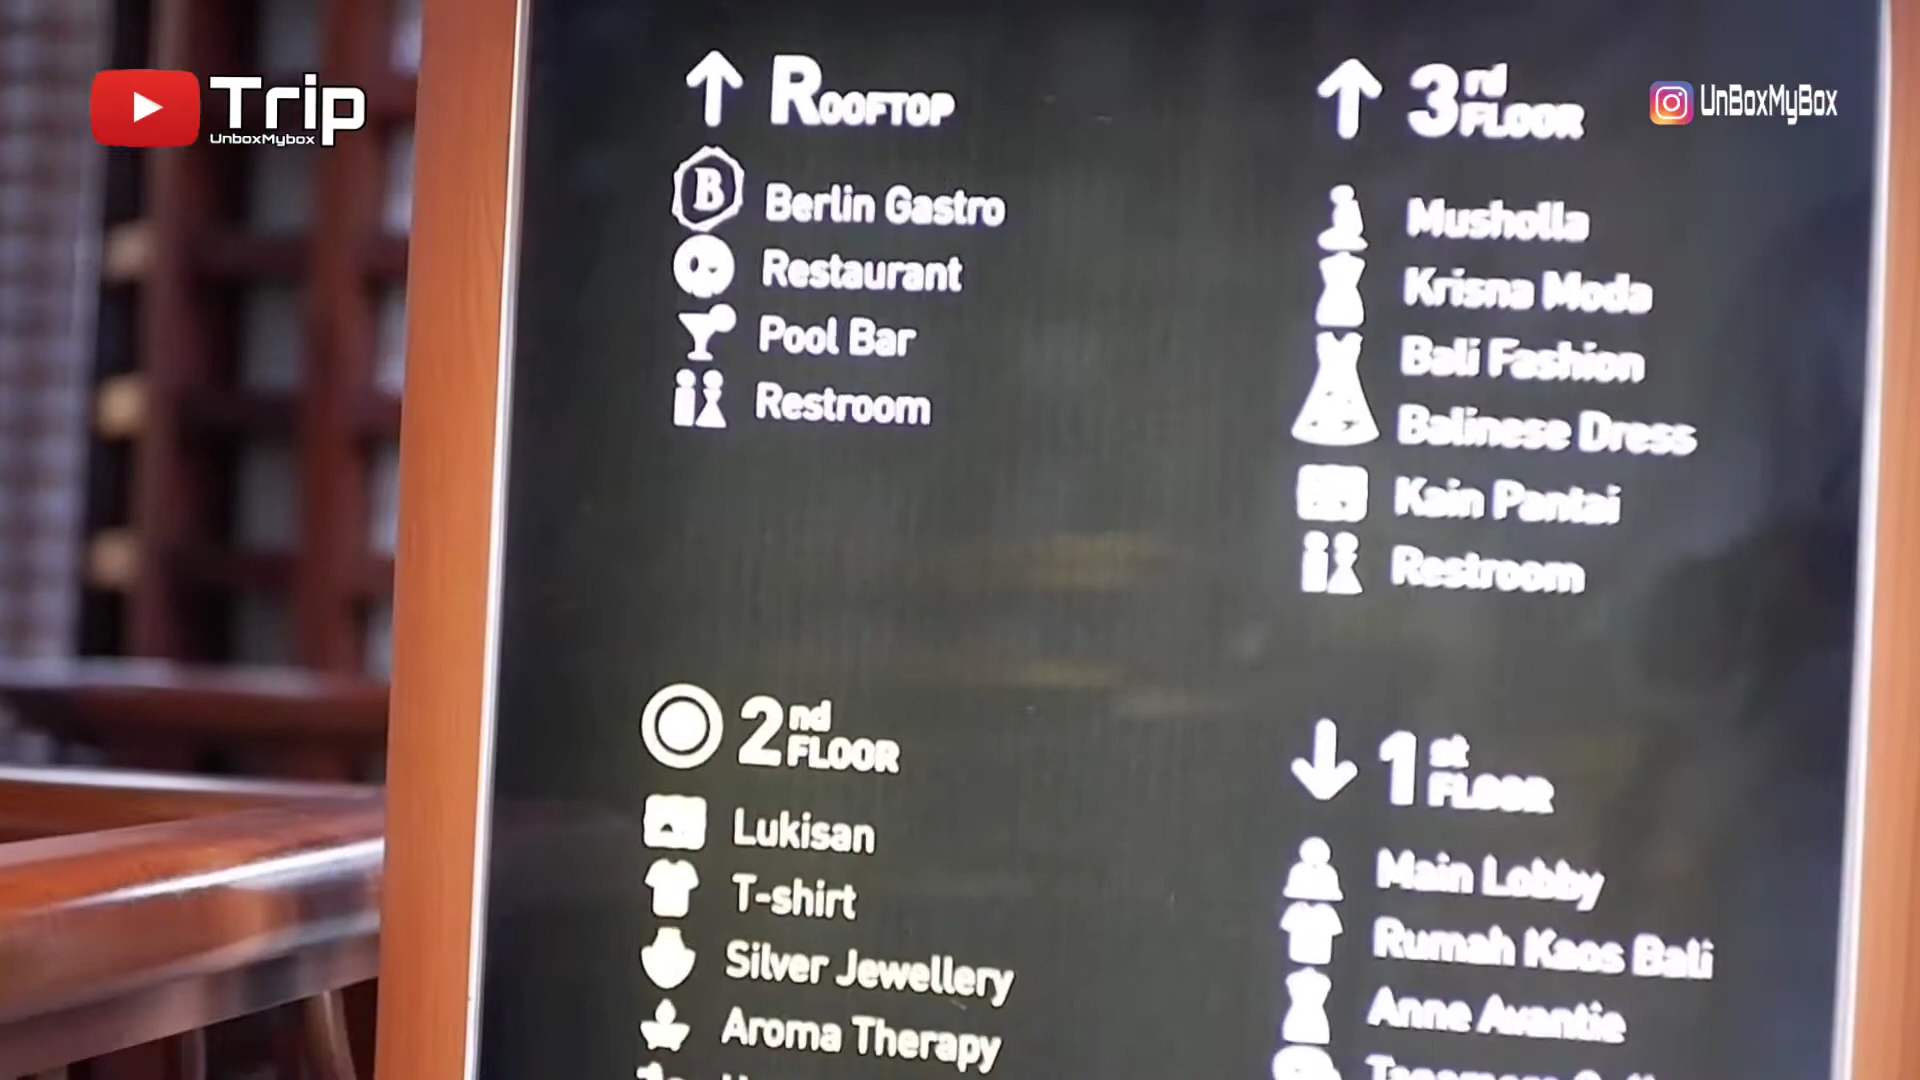 Trip
UnboxMybox
UnBoxMyBox
ROOFTOP
B
Berlin Gastro
Restaurant
Pool Bar
Restroom
3rd FLOOR
Musholla
Krisna Moda
Bali Fashion
Balinese Dress
Kain Pantai
Restroom
2nd FLOOR
Lukisan
T-shirt
Silver Jewellery
Aroma Therapy
1st FLOOR
Main Lobby
Rumah Kaos Bali
Anne Avantie